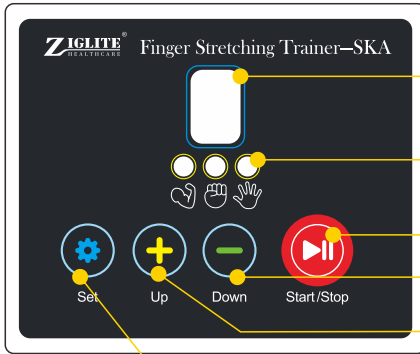 ZIGLITE® Finger Stretching Trainer–SKA
HEALTHCARE
Set Up Down Start/Stop